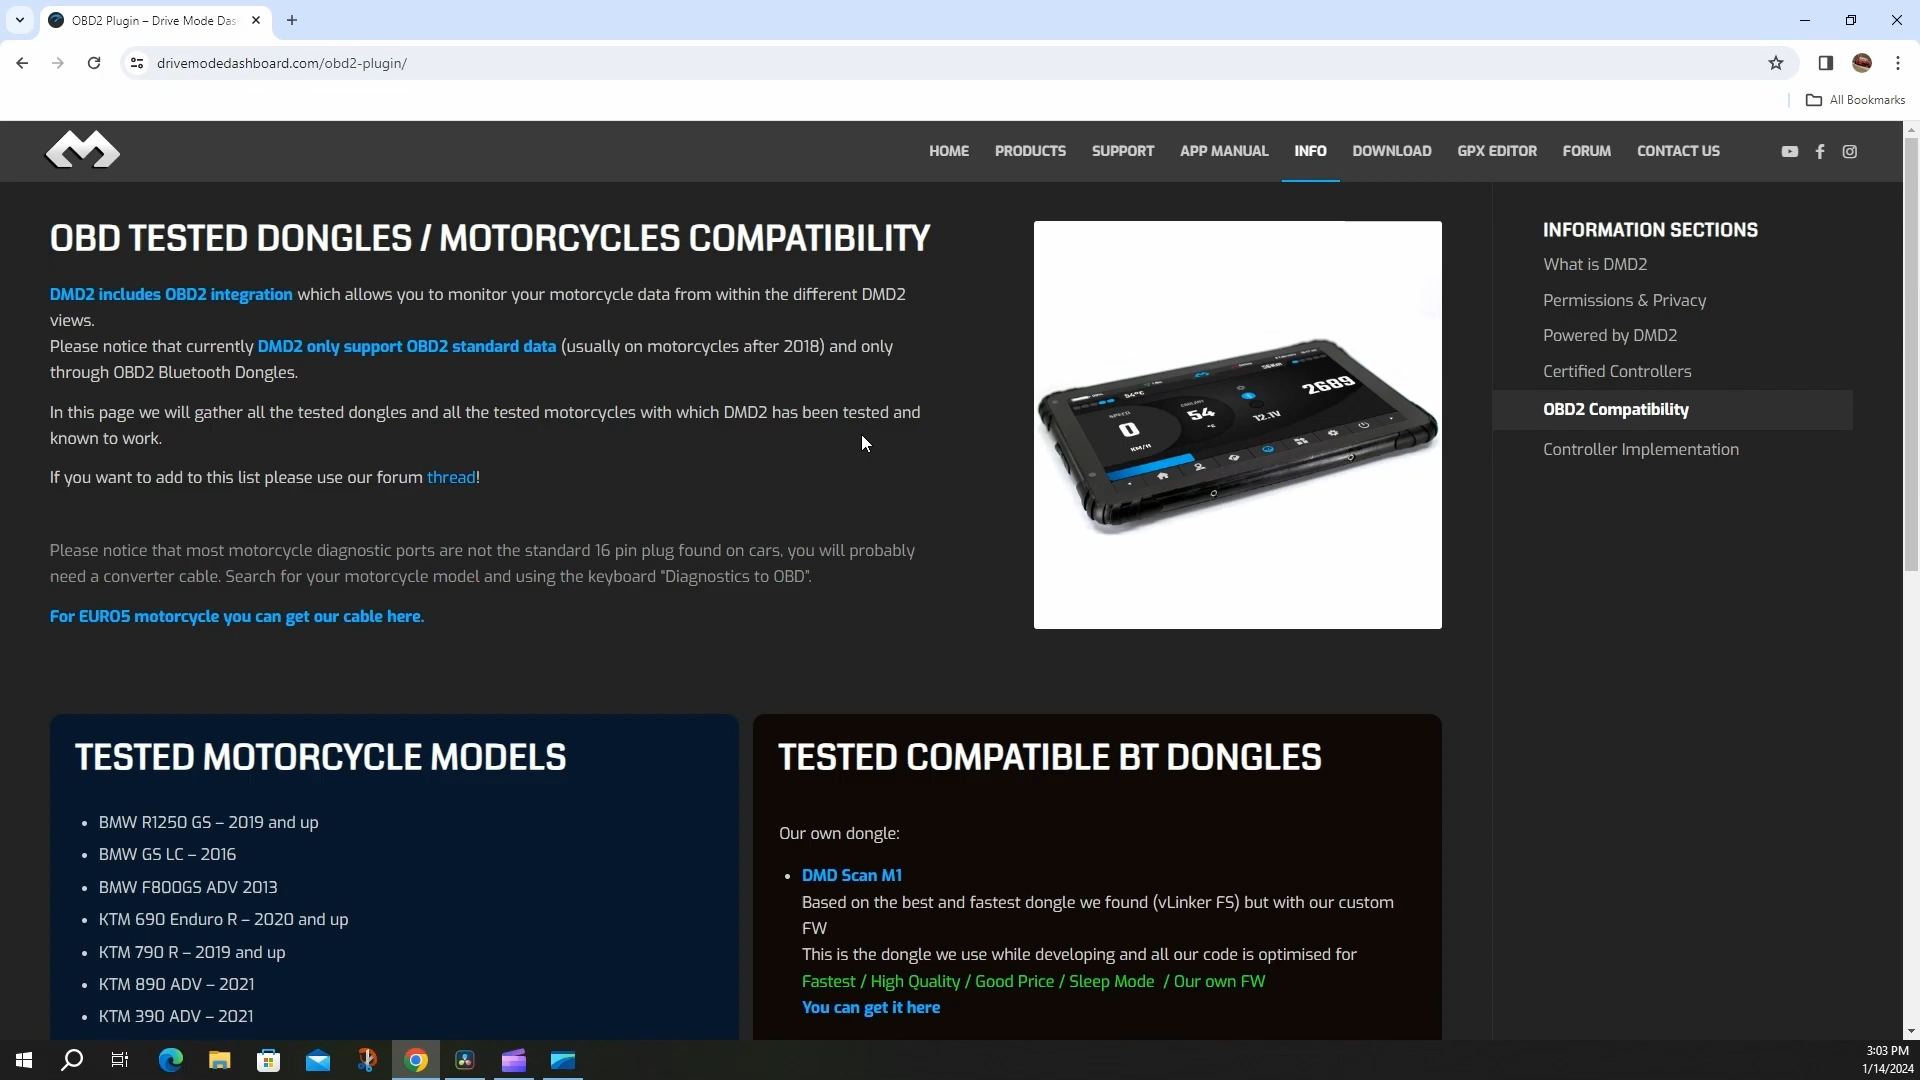 OBD2 Plugin – Drive Mode Das
drivemodedashboard.com/obd2-plugin/
All Bookmarks
HOME PRODUCTS SUPPORT APP MANUAL INFO DOWNLOAD GPX EDITOR FORUM CONTACT US
OBD TESTED DONGLES / MOTORCYCLES COMPATIBILITY
DMD2 includes OBD2 integration which allows you to monitor your motorcycle data from within the different DMD2
views.
Please notice that currently DMD2 only support OBD2 standard data (usually on motorcycles after 2018) and only
through OBD2 Bluetooth Dongles.
In this page we will gather all the tested dongles and all the tested motorcycles with which DMD2 has been tested and
known to work.
If you want to add to this list please use our forum thread!
Please notice that most motorcycle diagnostic ports are not the standard 16 pin plug found on cars, you will probably
need a converter cable. Search for your motorcycle model and using the keyboard "Diagnostics to OBD".
For EURO5 motorcycle you can get our cable here.
54°C
SPEED
0
KM/H
COOLANT
54
°C
12.1V
2689
INFORMATION SECTIONS
What is DMD2
Permissions & Privacy
Powered by DMD2
Certified Controllers
OBD2 Compatibility
Controller Implementation
TESTED MOTORCYCLE MODELS
• BMW R1250 GS – 2019 and up
• BMW GS LC – 2016
• BMW F800GS ADV 2013
• KTM 690 Enduro R – 2020 and up
• KTM 790 R – 2019 and up
• KTM 890 ADV – 2021
• KTM 390 ADV – 2021
TESTED COMPATIBLE BT DONGLES
Our own dongle:
• DMD Scan M1
Based on the best and fastest dongle we found (vLinker FS) but with our custom
FW
This is the dongle we use while developing and all our code is optimised for
Fastest / High Quality / Good Price / Sleep Mode / Our own FW
You can get it here
3:03 PM
1/14/2024